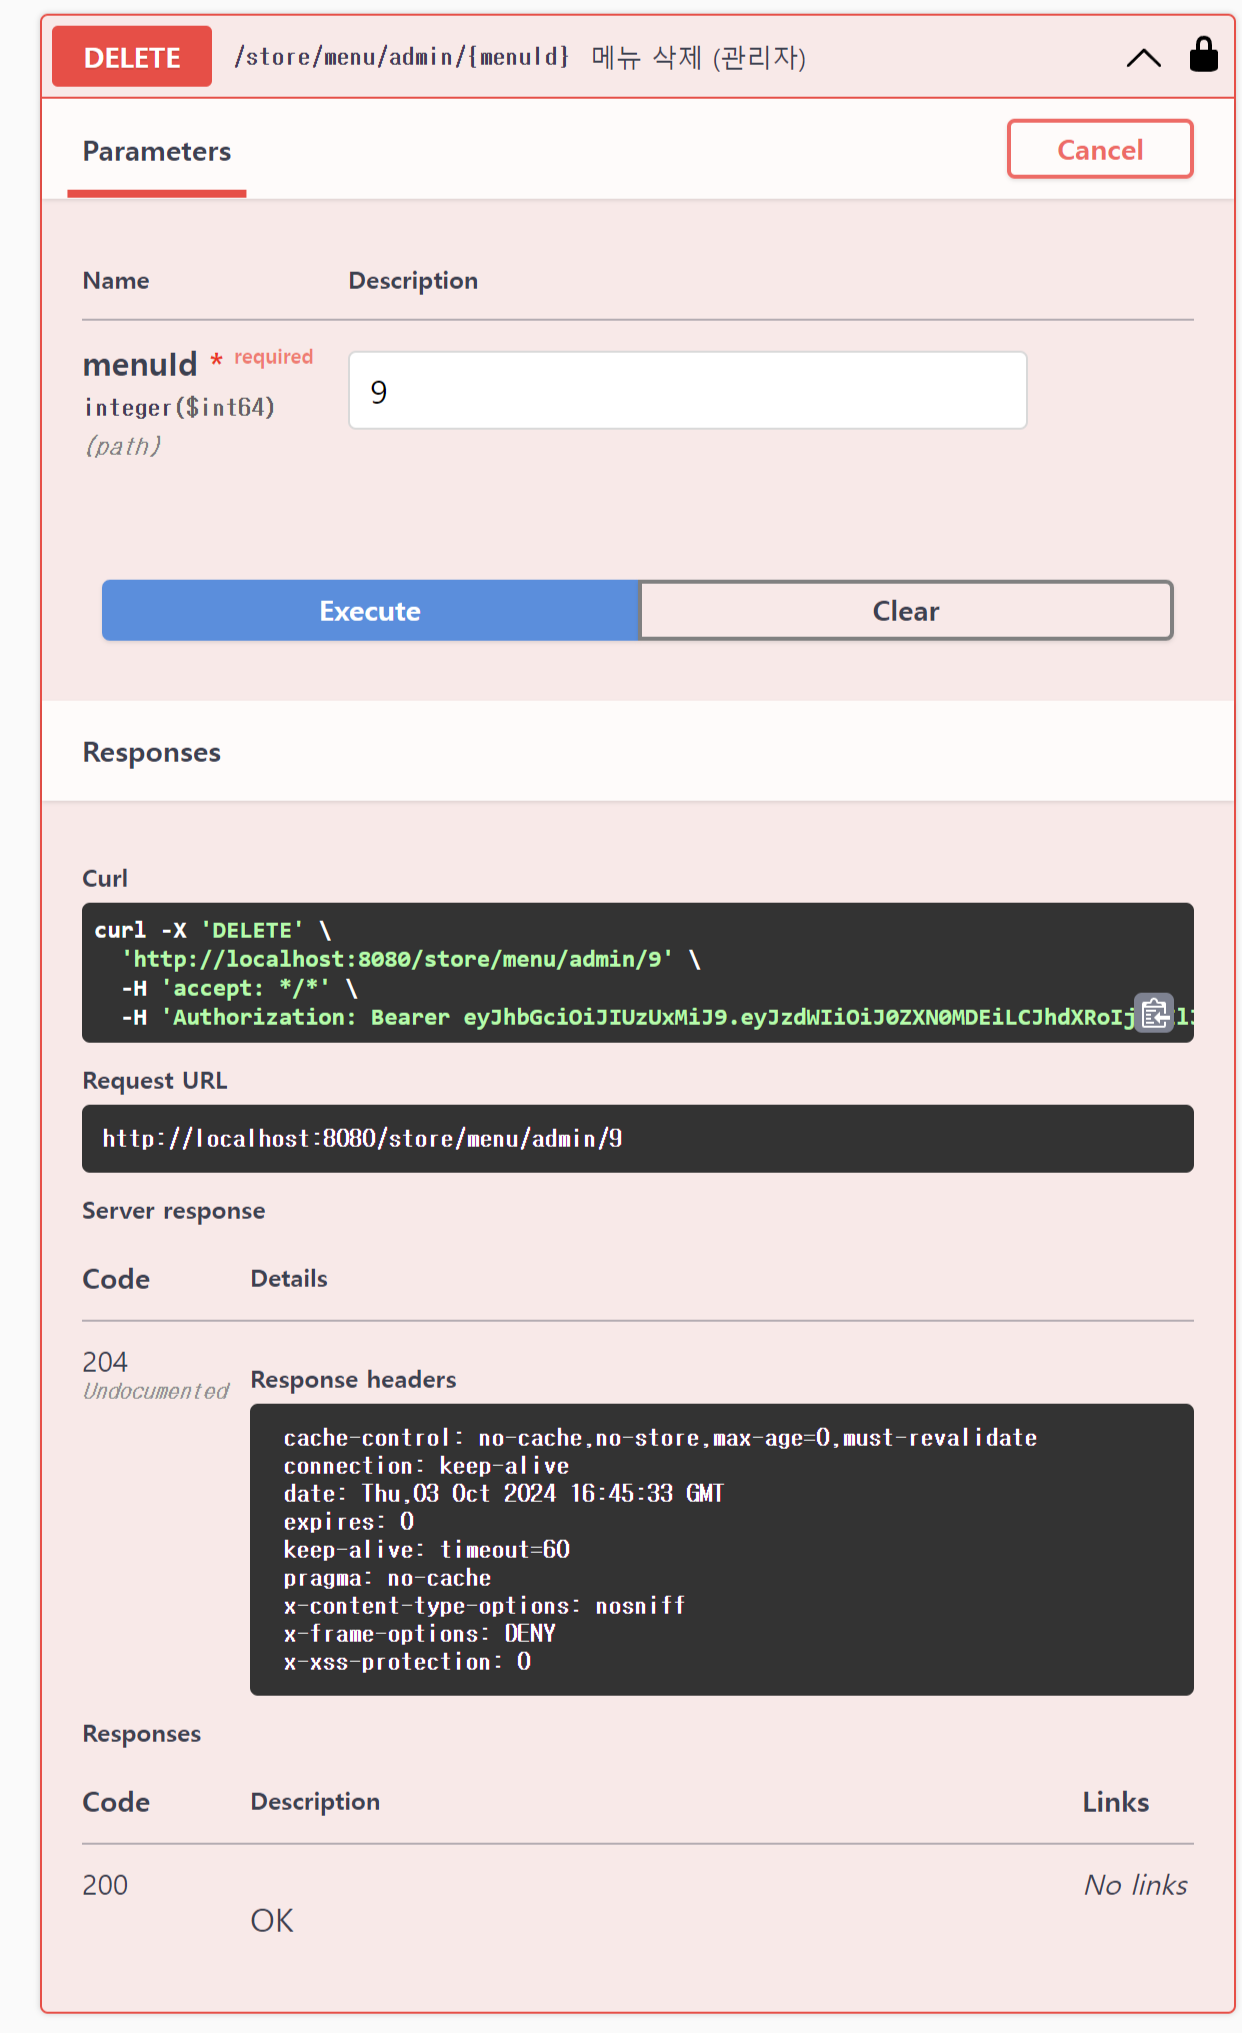 DELETE /store/menu/admin/{menuId} 메뉴 삭제 (관리자)
Parameters
Cancel
Name Description
menuId * required
integer($int64)
(path)
9
Execute Clear
Responses
Curl
curl -X 'DELETE' \
'http://localhost:8080/store/menu/admin/9' \
-H 'accept: */*' \
-H 'Authorization: Bearer eyJhbGciOiJIUzUxMiJ9.eyJzdWIiOiJ0ZXN0MDEiLCJhdXRoIj
Request URL
http://localhost:8080/store/menu/admin/9
Server response
Code Details
204
Undocumented
Response headers
cache-control: no-cache,no-store,max-age=0,must-revalidate
connection: keep-alive
date: Thu,03 Oct 2024 16:45:33 GMT
expires: 0
keep-alive: timeout=60
pragma: no-cache
x-content-type-options: nosniff
x-frame-options: DENY
x-xss-protection: 0
Responses
Code Description Links
200
OK
No links